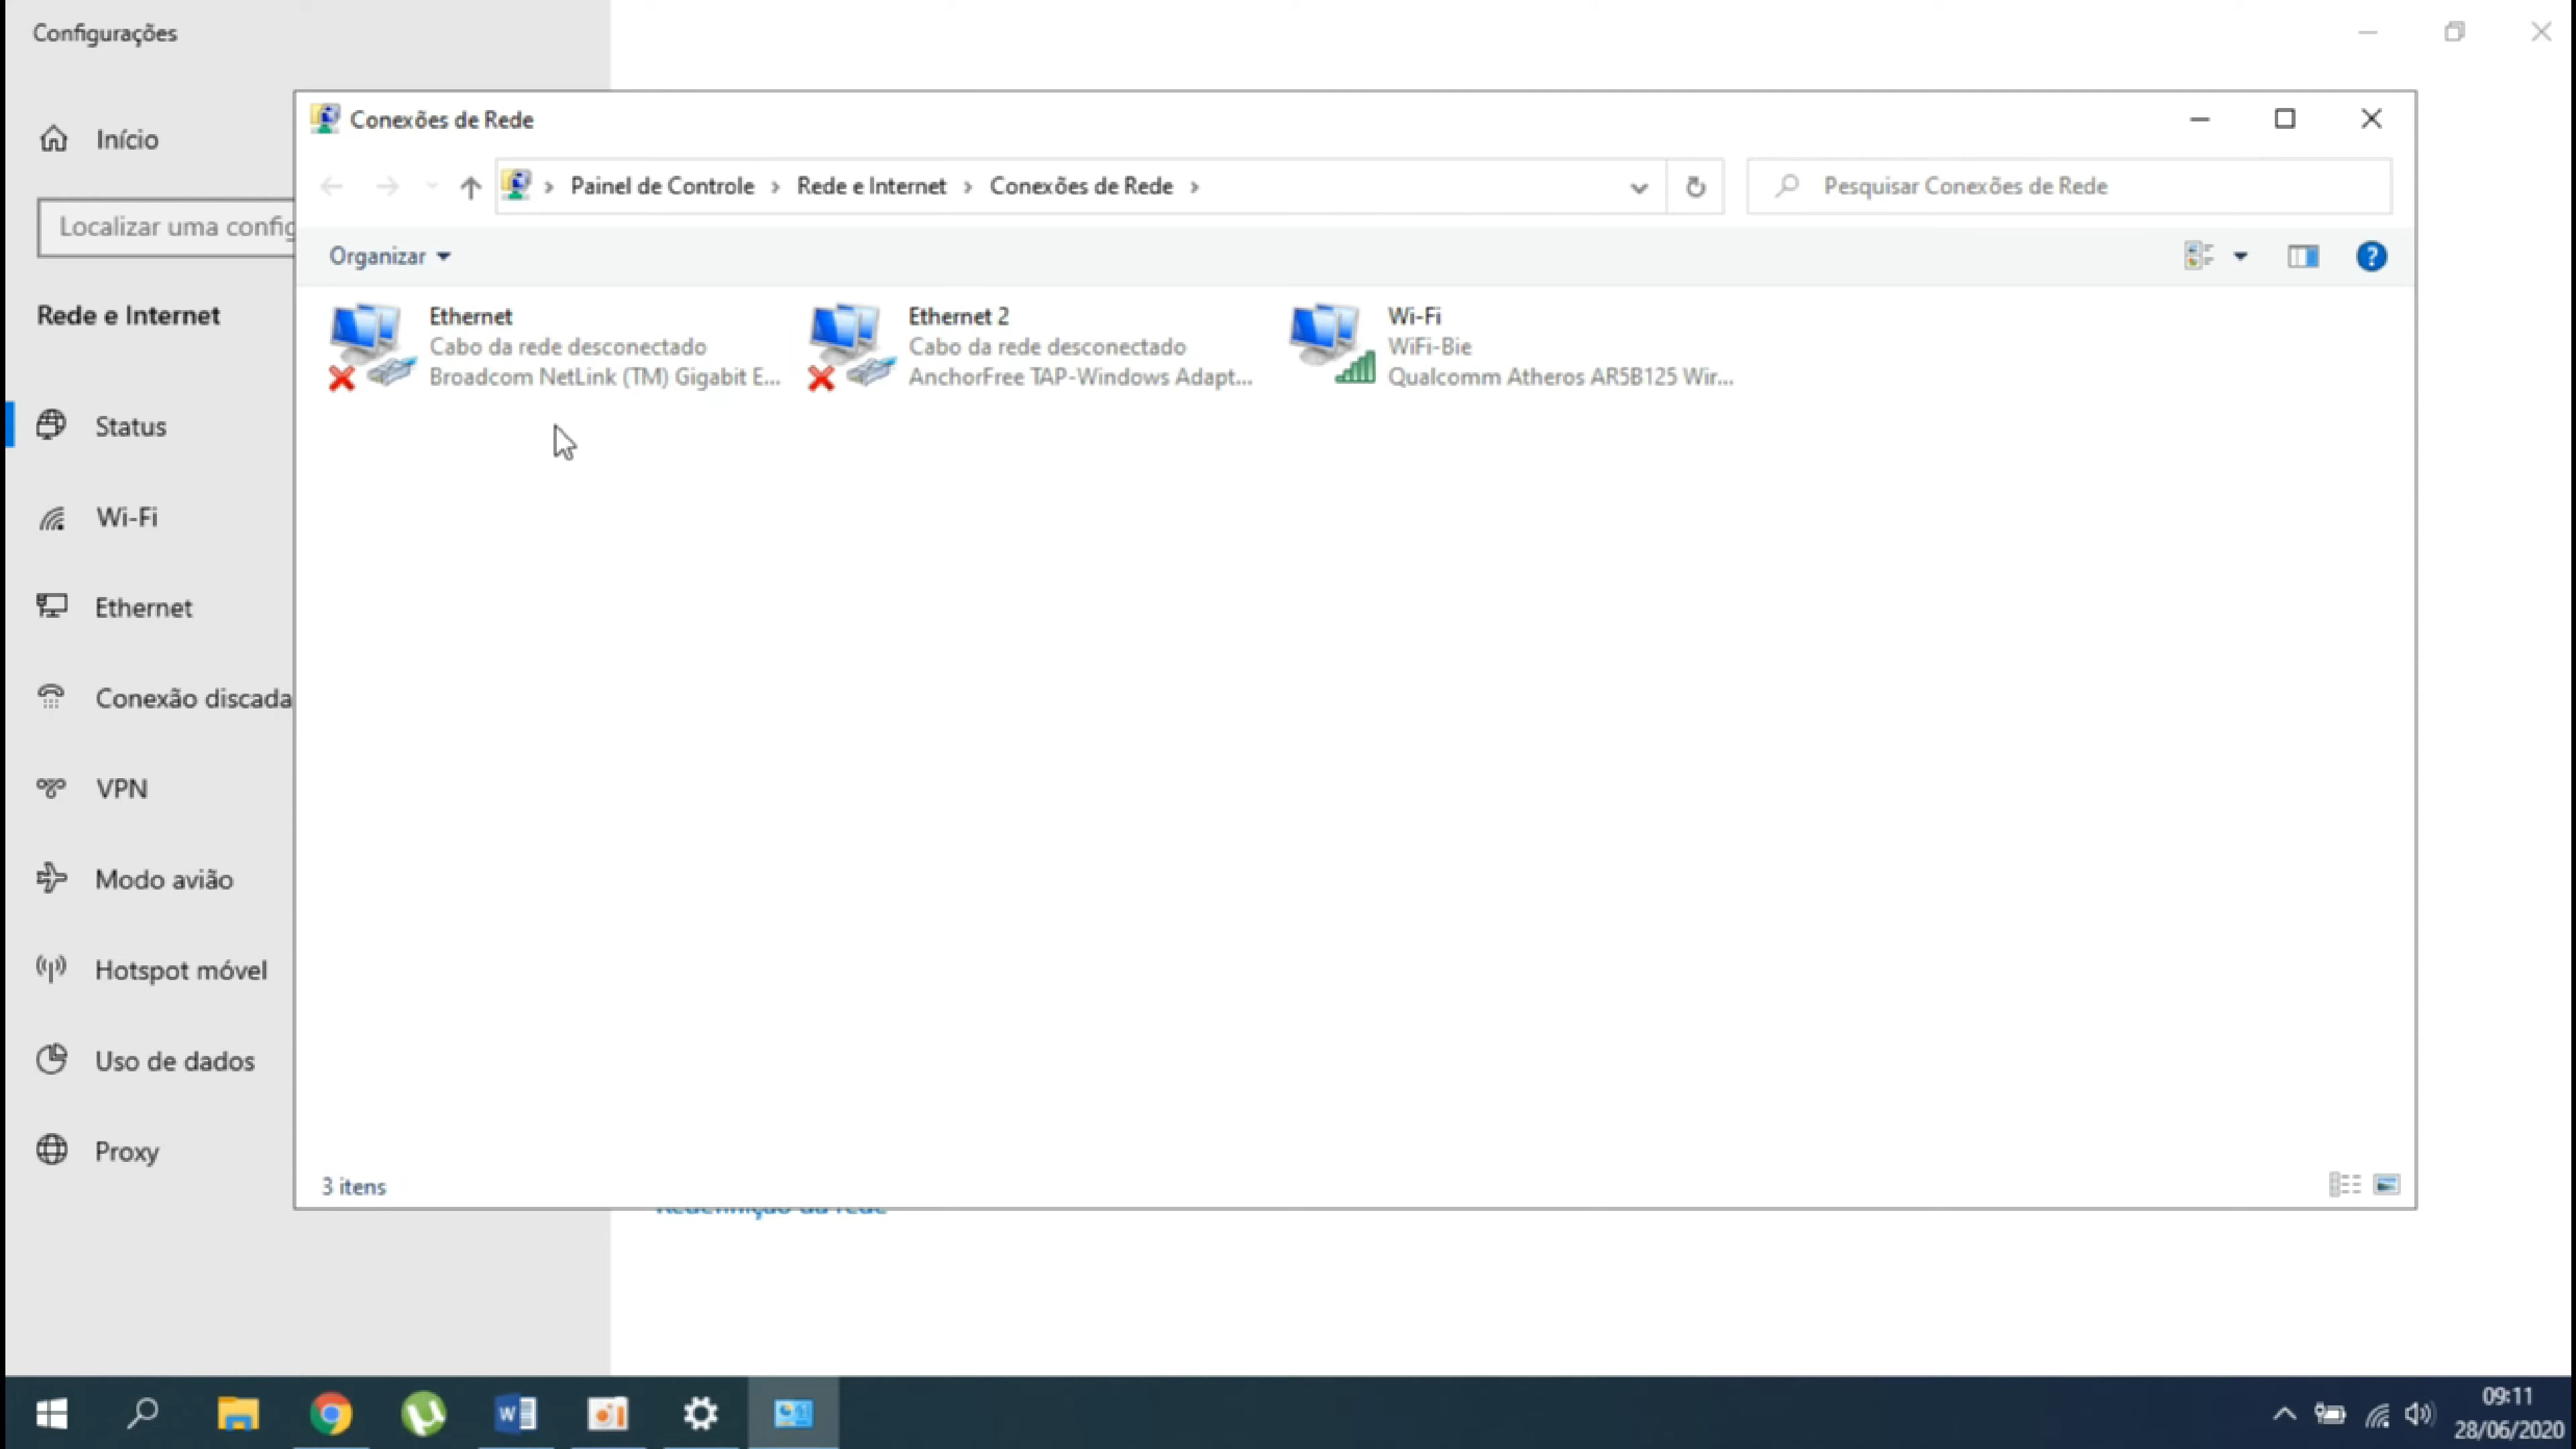 Configurações
Início
Localizar uma config
Rede e Internet
Status
Wi-Fi
Ethernet
Conexão discada
VPN
Modo avião
Hotspot móvel
Uso de dados
Proxy
Conexões de Rede
Painel de Controle > Rede e Internet > Conexões de Rede >
Pesquisar Conexões de Rede
Organizar
Ethernet
Cabo da rede desconectado
Broadcom NetLink (TM) Gigabit E...
Ethernet 2
Cabo da rede desconectado
AnchorFree TAP-Windows Adapt...
Wi-Fi
WiFi-Bie
Qualcomm Atheros AR5B125 Wir...
3 itens
Redefinição da rede
09:11
28/06/2020